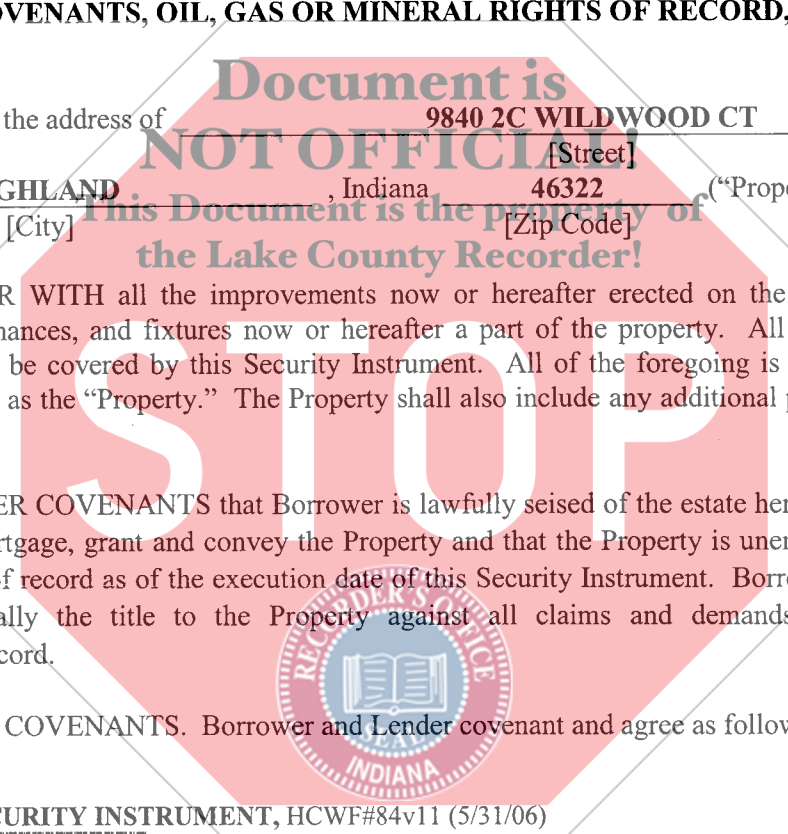 OVENANTS, OIL, GAS OR MINERAL RIGHTS OF RECORD,
Document is
the address of 9840 2C WILDWOOD CT
NOT OFFICIAL!
[Street]
GHLAND , Indiana 46322 (“Prope
This Document is the property of
[City] [Zip Code]
the Lake County Recorder!
R WITH all the improvements now or hereafter erected on the
nances, and fixtures now or hereafter a part of the property. All
be covered by this Security Instrument. All of the foregoing is
as the “Property.” The Property shall also include any additional p
STOP
ER COVENANTS that Borrower is lawfully seised of the estate her
rtgage, grant and convey the Property and that the Property is uner
of record as of the execution date of this Security Instrument. Borro
ally the title to the Property against all claims and demands
cord.
RECORDER'S OFFICE
COVENANTS. Borrower and Lender covenant and agree as follow
SEAL
INDIANA
CURITY INSTRUMENT, HCWF#84v11 (5/31/06)